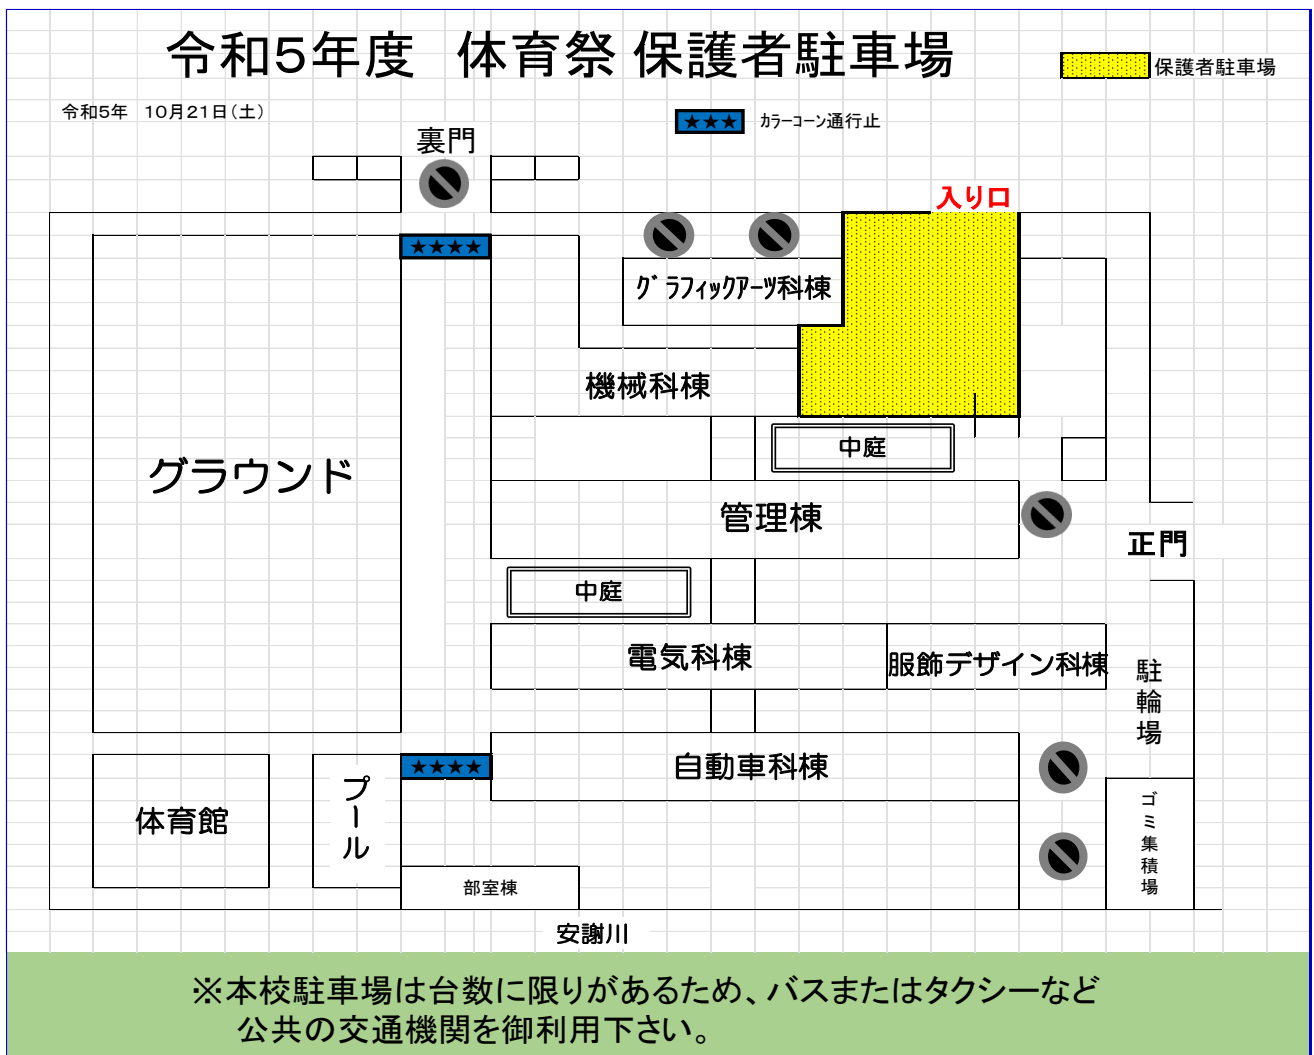 令和5年度　体育祭 保護者駐車場
保護者駐車場
令和5年　10月21日（土）
★★★
ｶﾗｰｺｰﾝ通行止
裏門
入り口
★★★★
ｸﾞﾗﾌｨｯｸｱｰﾂ科棟
機械科棟
中庭
グラウンド
管理棟
正門
中庭
電気科棟
服飾デザイン科棟
駐輪場
★★★★
自動車科棟
体育館
プール
ゴミ集積場
部室棟
安謝川
※本校駐車場は台数に限りがあるため、バスまたはタクシーなど
公共の交通機関を御利用下さい。